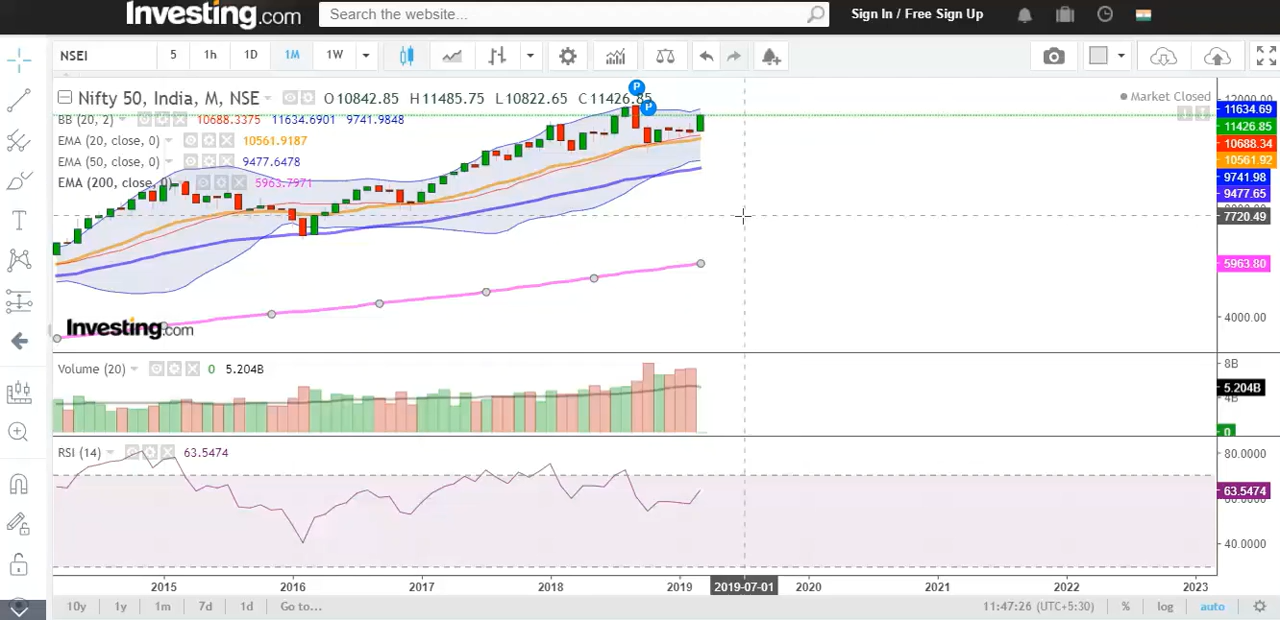 Investing.com
Search the website...
Sign In / Free Sign Up
NSEI 5 1h 1D 1M 1W
Nifty 50, India, M, NSE O10842.85 H11485.75 L10822.65 C11426.85
Market Closed
BB (20, 2) 10688.3375 11634.6901 9741.9848
EMA (20, close, 0) 10561.9187
EMA (50, close, 0) 9477.6478
EMA (200, close, 0) 5963.7971
P
P
12000.00
11634.69
11426.85
10688.34
10561.92
9741.98
9477.65
7720.49
5963.80
4000.00
Investing.com
Volume (20) 0 5.204B
8B
5.204B
4B
0
RSI (14) 63.5474
80.0000
63.5474
40.0000
2015 2016 2017 2018 2019 2019-07-01 2020 2021 2022 2023
10y 1y 1m 7d 1d Go to... 11:47:26 (UTC+5:30) % log auto